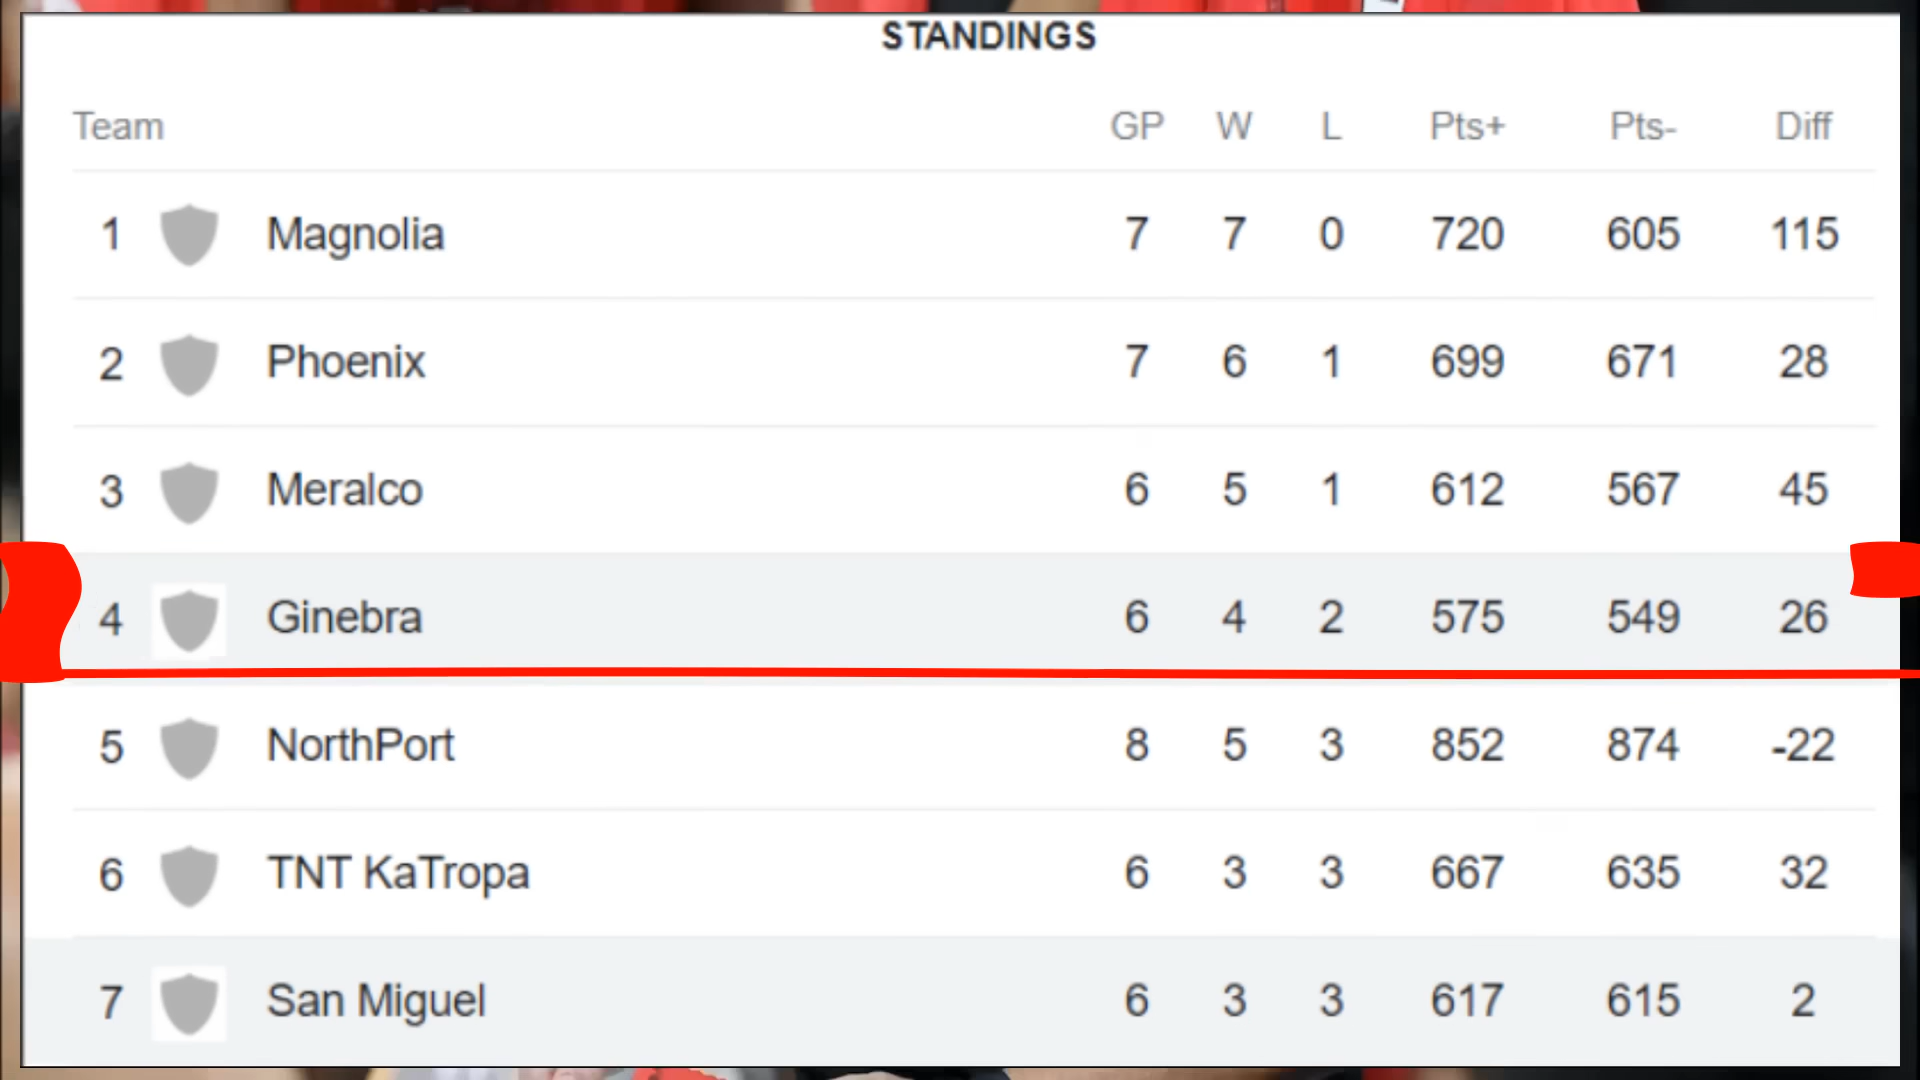 STANDINGS
Team GP W L Pts+ Pts- Diff
1 Magnolia 7 7 0 720 605 115
2 Phoenix 7 6 1 699 671 28
3 Meralco 6 5 1 612 567 45
4 Ginebra 6 4 2 575 549 26
5 NorthPort 8 5 3 852 874 -22
6 TNT KaTropa 6 3 3 667 635 32
7 San Miguel 6 3 3 617 615 2